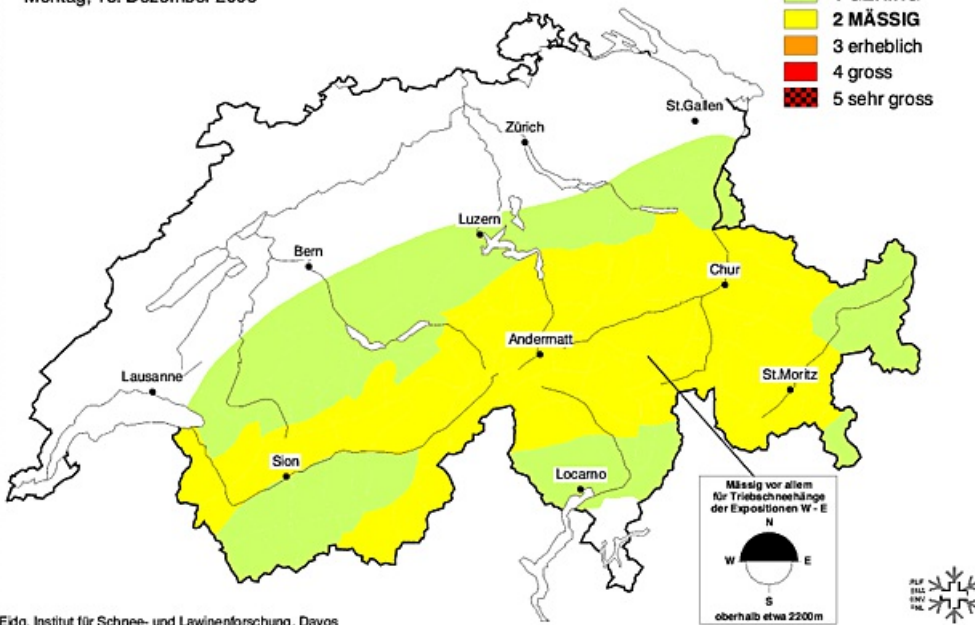 2 MÄSSIG
3 erheblich
4 gross
5 sehr gross
St.Gallen
Zürich
Luzern
Bern
Chur
Andermatt
Lausanne
St.Moritz
Sion
Locarno
Mässig vor allem
für Triebschneehänge
der Expositionen W - E
N
W E
S
oberhalb etwa 2200m
Eidg. Institut für Schnee- und Lawinenforschung, Davos